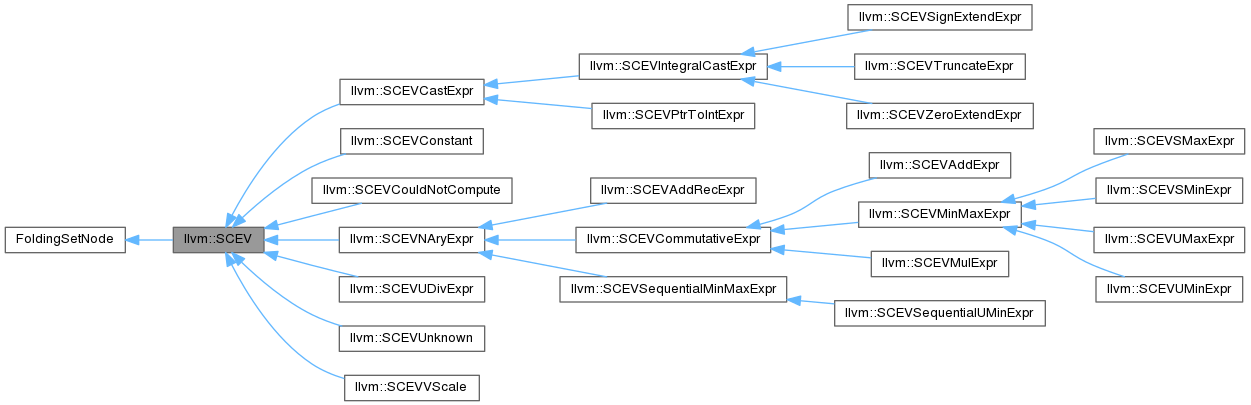 llvm::SCEVSignExtendExpr
llvm::SCEVIntegralCastExpr
llvm::SCEVTruncateExpr
llvm::SCEVCastExpr
llvm::SCEVPtrToIntExpr
llvm::SCEVZeroExtendExpr
llvm::SCEVConstant
llvm::SCEVSMaxExpr
llvm::SCEVAddExpr
llvm::SCEVCouldNotCompute
llvm::SCEVAddRecExpr
llvm::SCEVSMinExpr
llvm::SCEVMinMaxExpr
FoldingSetNode
llvm::SCEV
llvm::SCEVNAryExpr
llvm::SCEVCommutativeExpr
llvm::SCEVUMaxExpr
llvm::SCEVMulExpr
llvm::SCEVUDivExpr
llvm::SCEVSequentialMinMaxExpr
llvm::SCEVUMinExpr
llvm::SCEVSequentialUMinExpr
llvm::SCEVUnknown
llvm::SCEVVScale